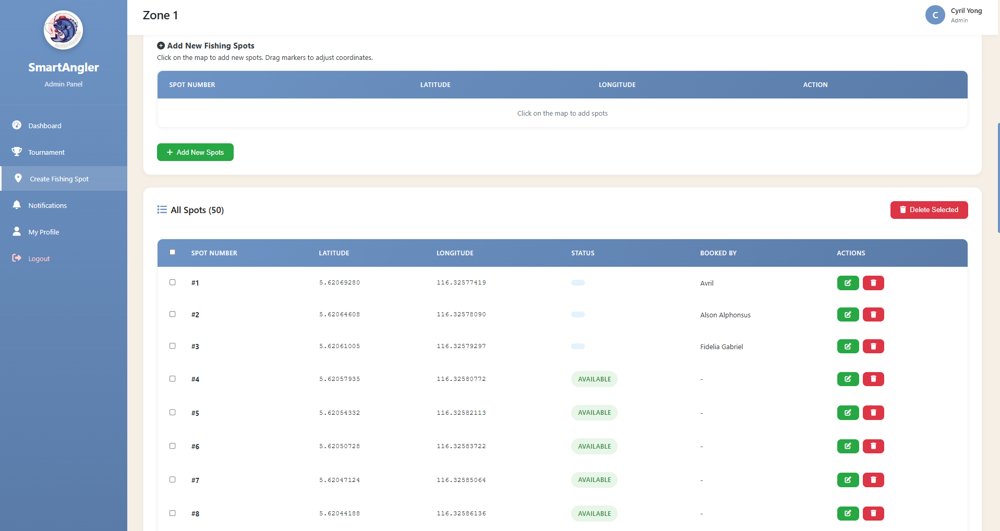 SmartAngler
Admin Panel
Dashboard
Tournament
Create Fishing Spot
Notifications
My Profile
Logout
Zone 1
C
Cyril Yong
Admin
Add New Fishing Spots
Click on the map to add new spots. Drag markers to adjust coordinates.
SPOT NUMBER LATITUDE LONGITUDE ACTION
Click on the map to add spots
Add New Spots
All Spots (50)
Delete Selected
SPOT NUMBER LATITUDE LONGITUDE STATUS BOOKED BY ACTIONS
#1 5.62069280 116.32577419 Avril
#2 5.62064608 116.32578090 Alson Alphonsus
#3 5.62061005 116.32579297 Fidelia Gabriel
#4 5.62057935 116.32580772 AVAILABLE -
#5 5.62054332 116.32582113 AVAILABLE -
#6 5.62050728 116.32583722 AVAILABLE -
#7 5.62047124 116.32585064 AVAILABLE -
#8 5.62044188 116.32586136 AVAILABLE -